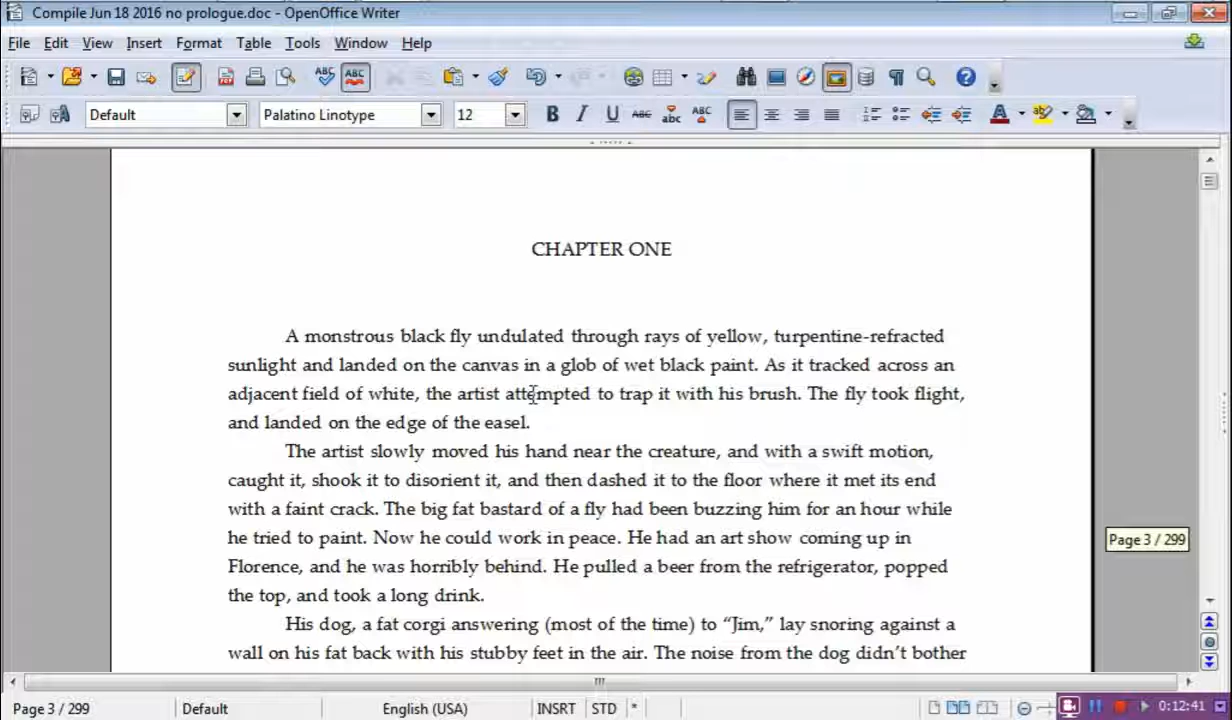 Compile Jun 18 2016 no prologue.doc - OpenOffice Writer
File Edit View Insert Format Table Tools Window Help
Default Palatino Linotype 12
CHAPTER ONE
A monstrous black fly undulated through rays of yellow, turpentine-refracted
sunlight and landed on the canvas in a glob of wet black paint. As it tracked across an
adjacent field of white, the artist attempted to trap it with his brush. The fly took flight,
and landed on the edge of the easel.
The artist slowly moved his hand near the creature, and with a swift motion,
caught it, shook it to disorient it, and then dashed it to the floor where it met its end
with a faint crack. The big fat bastard of a fly had been buzzing him for an hour while
he tried to paint. Now he could work in peace. He had an art show coming up in
Florence, and he was horribly behind. He pulled a beer from the refrigerator, popped
the top, and took a long drink.
His dog, a fat corgi answering (most of the time) to “Jim,” lay snoring against a
wall on his fat back with his stubby feet in the air. The noise from the dog didn’t bother
Page 3 / 299
Page 3 / 299 Default English (USA) INSRT STD * 0:12:41